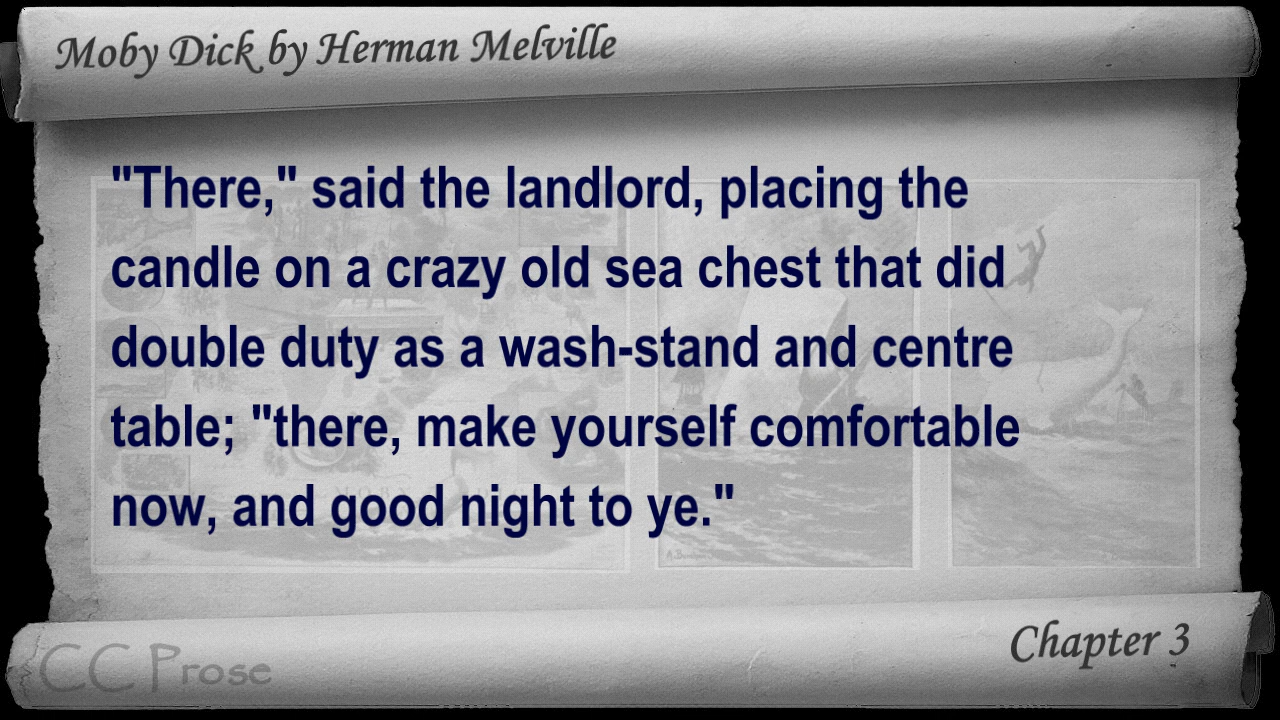 Moby Dick by Herman Melville
"There," said the landlord, placing the
candle on a crazy old sea chest that did
double duty as a wash-stand and centre
table; "there, make yourself comfortable
now, and good night to ye."
Chapter 3
CC Prose